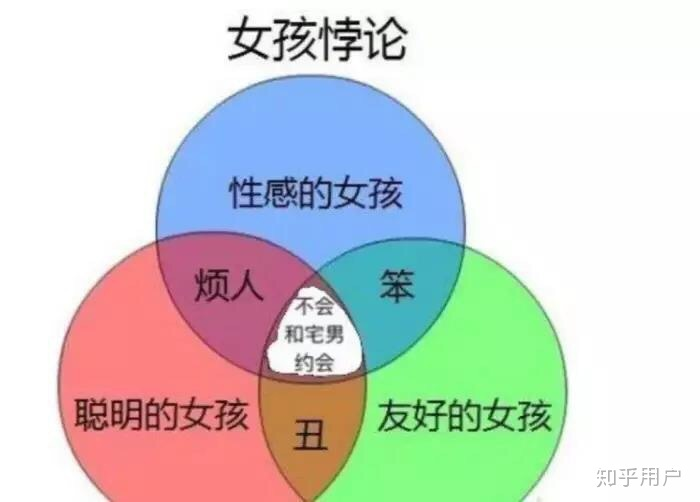 女孩悖论
性感的女孩
烦人
笨
不会
和宅男
约会
聪明的女孩
友好的女孩
丑
知乎用户